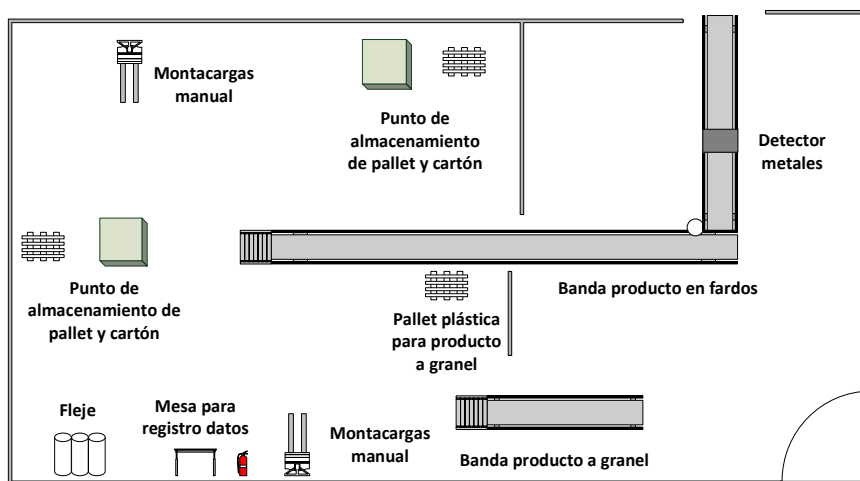 Montacargas
manual
Punto de
almacenamiento
de pallet y cartón
Detector
metales
Punto de
almacenamiento de
pallet y cartón
Banda producto en fardos
Pallet plástica
para producto
a granel
Fleje
Mesa para
registro datos
Montacargas
manual
Banda producto a granel